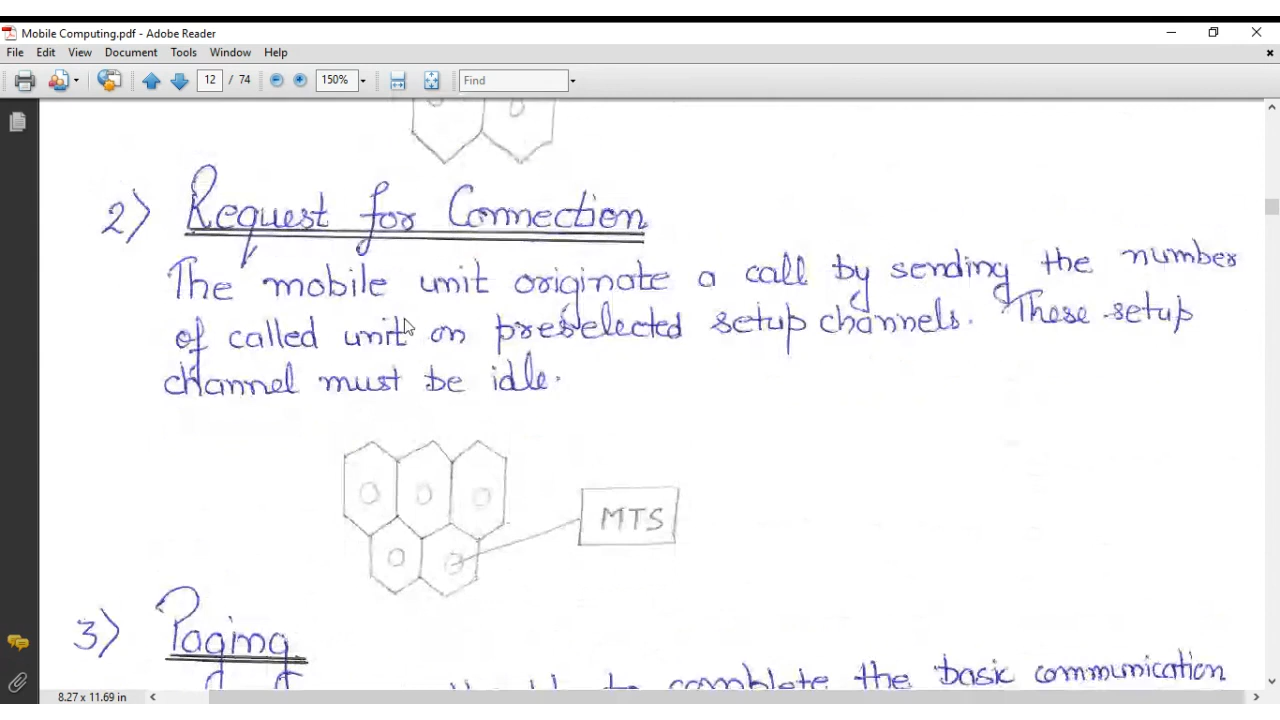 Mobile Computing.pdf - Adobe Reader
File Edit View Document Tools Window Help
12 / 74 150% Find
2) Request for Connection
The mobile unit originate a call by sending the number
of called unit on preselected setup channels. These setup
channel must be idle.
MTS
3) Paging
to complete the basic communication
8.27 x 11.69 in